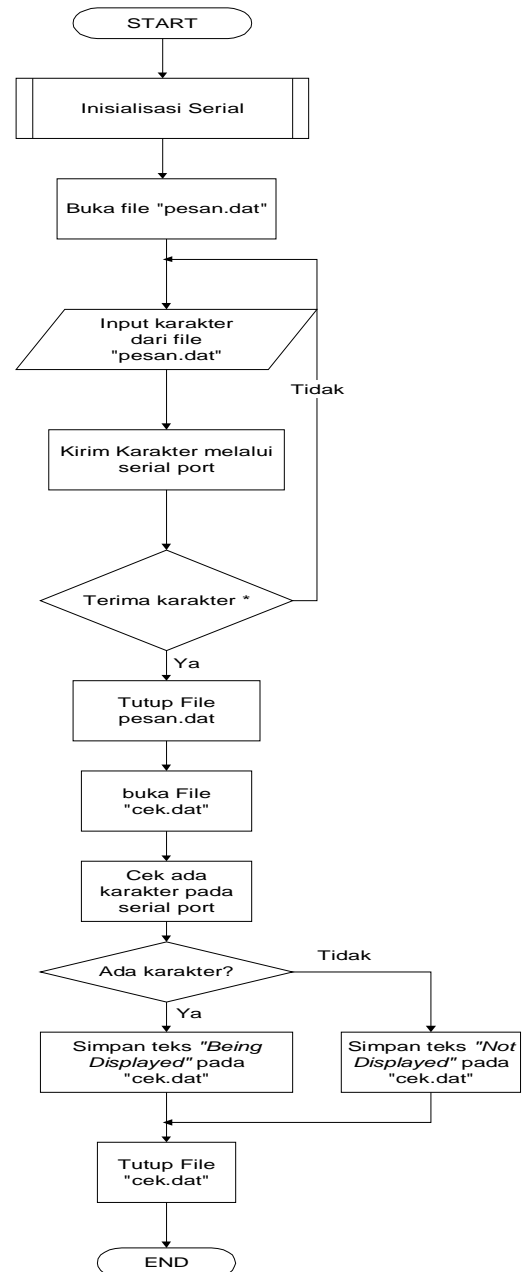 START
Inisialisasi Serial
Buka file "pesan.dat"
Input karakter
dari file
"pesan.dat"
Tidak
Kirim Karakter melalui
serial port
Terima karakter *
Ya
Tutup File
pesan.dat
buka File
"cek.dat"
Cek ada
karakter pada
serial port
Ada karakter?
Tidak
Ya
Simpan teks "Being
Displayed" pada
"cek.dat"
Simpan teks "Not
Displayed" pada
"cek.dat"
Tutup File
"cek.dat"
END